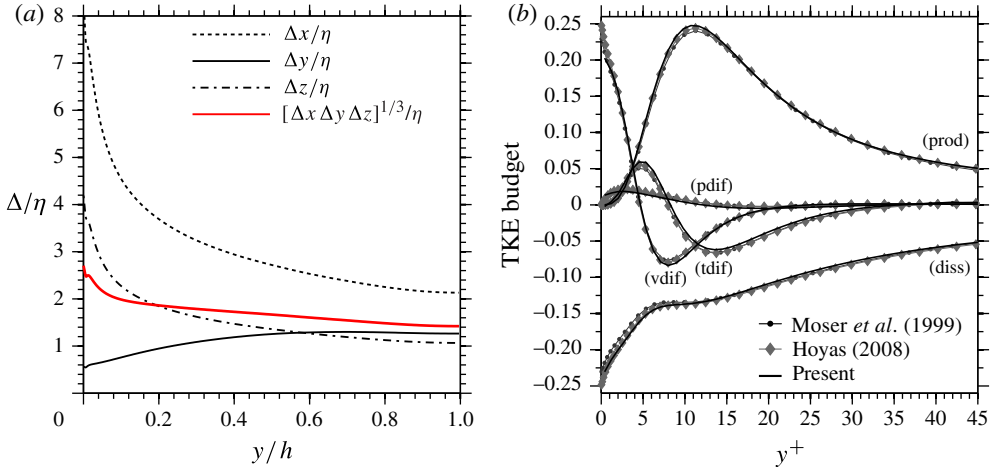 (a)
8
7
6
5
4
3
2
1
0
Δ/η
Δx/η
Δy/η
Δz/η
[Δx Δy Δz]^{1/3}/η
0.2
0.4
0.6
0.8
1.0
y/h
(b)
0.25
0.20
0.15
0.10
0.05
0
−0.05
−0.10
−0.15
−0.20
−0.25
TKE budget
(prod)
(pdif)
(vdif)
(tdif)
(diss)
Moser et al. (1999)
Hoyas (2008)
Present
0 5 10 15 20 25 30 35 40 45
y⁺